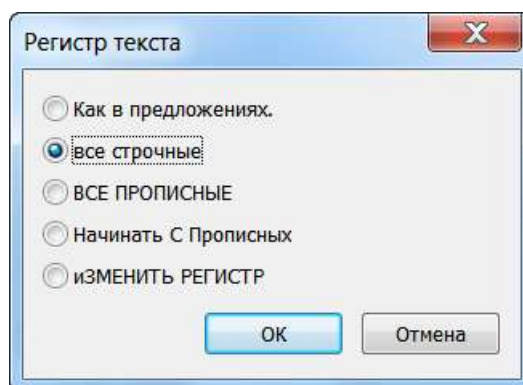 Регистр текста
Как в предложениях.
все строчные
ВСЕ ПРОПИСНЫЕ
Начинать С Прописных
иЗМЕНИТЬ РЕГИСТР
ОК
Отмена